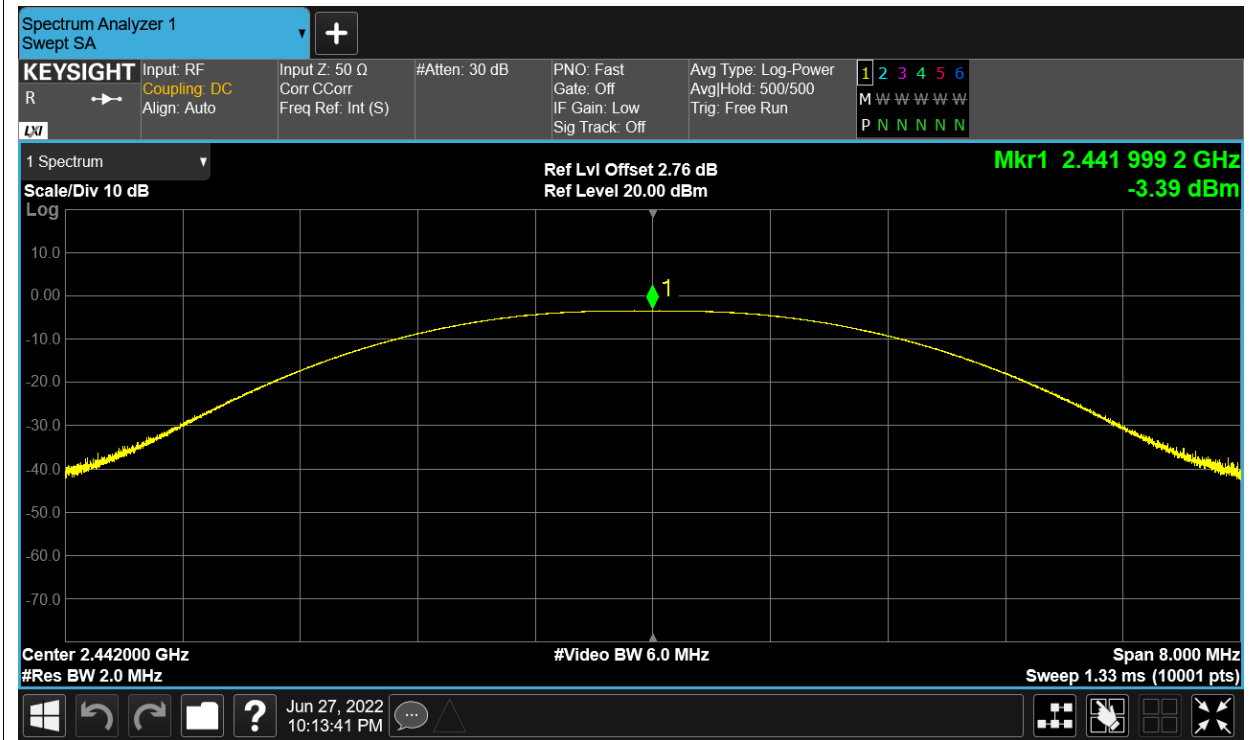 Spectrum Analyzer 1
Swept SA
+
KEYSIGHT
R
LXI
Input: RF
Coupling: DC
Align: Auto
Input Z: 50 Ω
Corr CCorr
Freq Ref: Int (S)
#Atten: 30 dB
PNO: Fast
Gate: Off
IF Gain: Low
Sig Track: Off
Avg Type: Log-Power
Avg|Hold: 500/500
Trig: Free Run
1 2 3 4 5 6
M W W W W W
P N N N N N
1 Spectrum
Scale/Div 10 dB
Log
Ref Lvl Offset 2.76 dB
Ref Level 20.00 dBm
Mkr1 2.441 999 2 GHz
-3.39 dBm
10.0
0.00
-10.0
-20.0
-30.0
-40.0
-50.0
-60.0
-70.0
1
Center 2.442000 GHz
#Res BW 2.0 MHz
#Video BW 6.0 MHz
Span 8.000 MHz
Sweep 1.33 ms (10001 pts)
?
Jun 27, 2022
10:13:41 PM